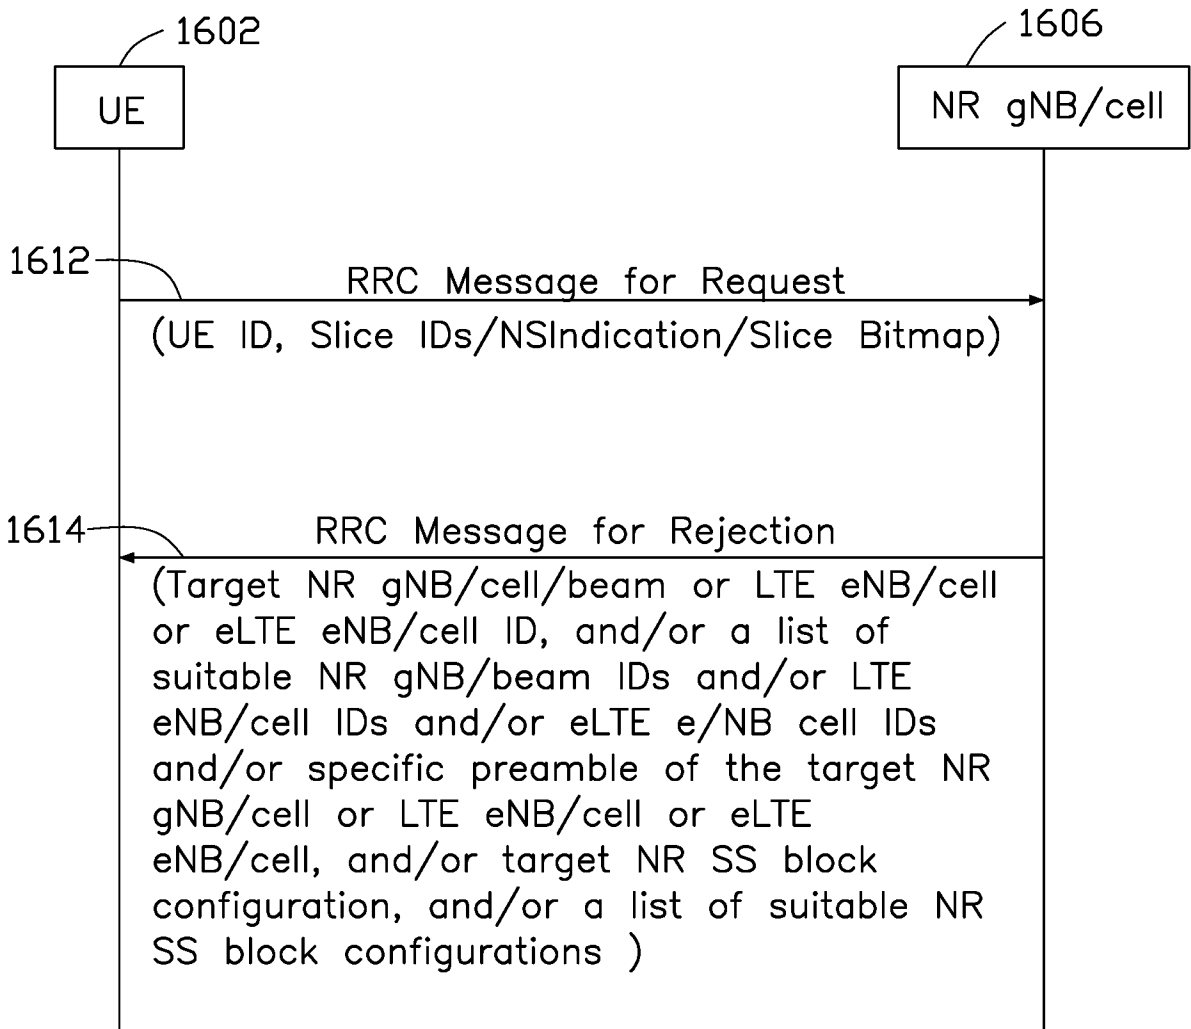 1602
1606
UE
NR gNB/cell
1612
RRC Message for Request
(UE ID, Slice IDs/NSIndication/Slice Bitmap)
1614
RRC Message for Rejection
(Target NR gNB/cell/beam or LTE eNB/cell
or eLTE eNB/cell ID, and/or a list of
suitable NR gNB/beam IDs and/or LTE
eNB/cell IDs and/or eLTE e/NB cell IDs
and/or specific preamble of the target NR
gNB/cell or LTE eNB/cell or eLTE
eNB/cell, and/or target NR SS block
configuration, and/or a list of suitable NR
SS block configurations )